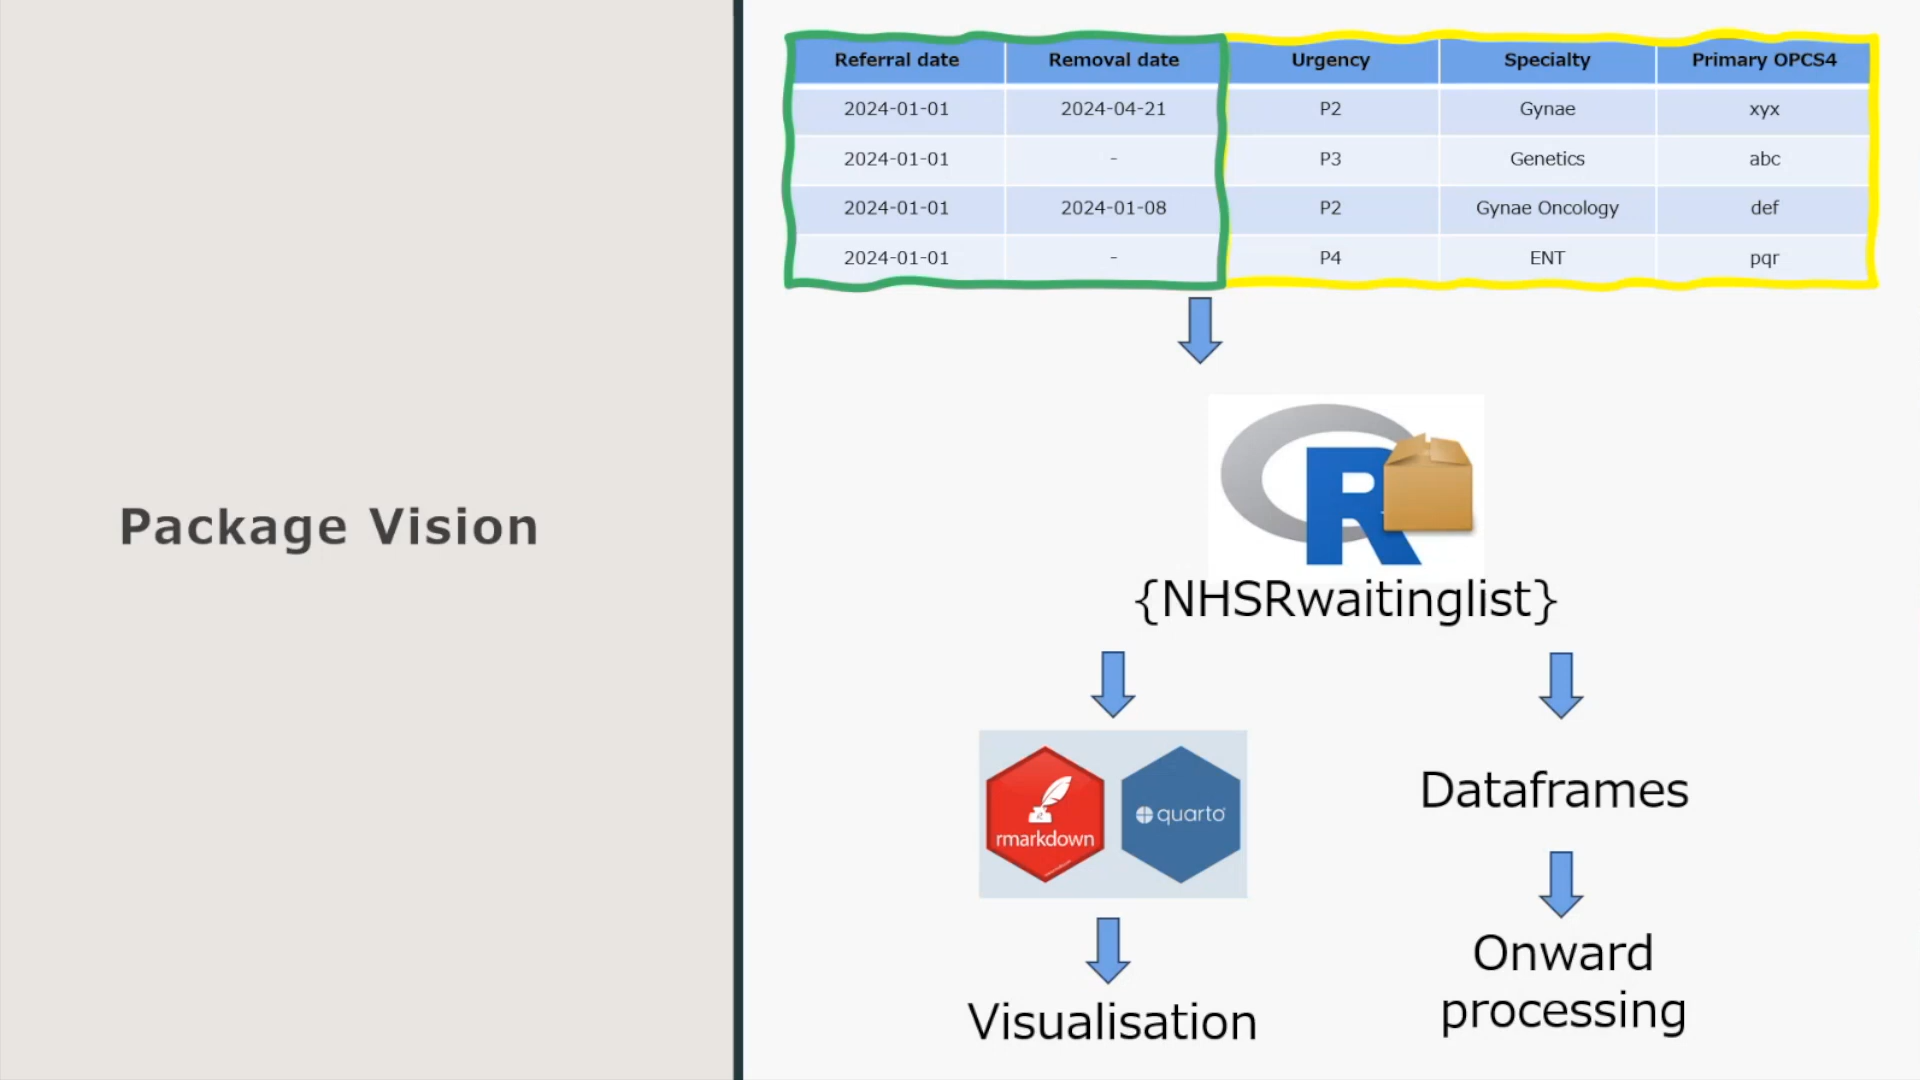 Package Vision
Referral date Removal date Urgency Specialty Primary OPCS4
2024-01-01 2024-04-21 P2 Gynae xyx
2024-01-01 - P3 Genetics abc
2024-01-01 2024-01-08 P2 Gynae Oncology def
2024-01-01 - P4 ENT pqr
R
{NHSRwaitinglist}
rmarkdown
quarto
Dataframes
Visualisation
Onward
processing